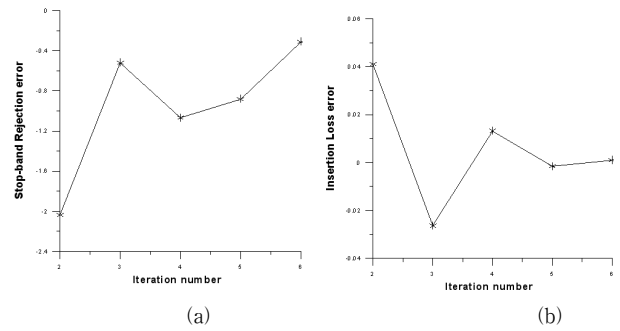 0
-0.4
-0.8
-1.2
-1.6
-2
-2.4
Stop-band Rejection error
2 3 4 5 6
Iteration number
(a)
0.06
0.04
0.02
0
-0.02
-0.04
Insertion Loss error
2 3 4 5 6
Iteration number
(b)